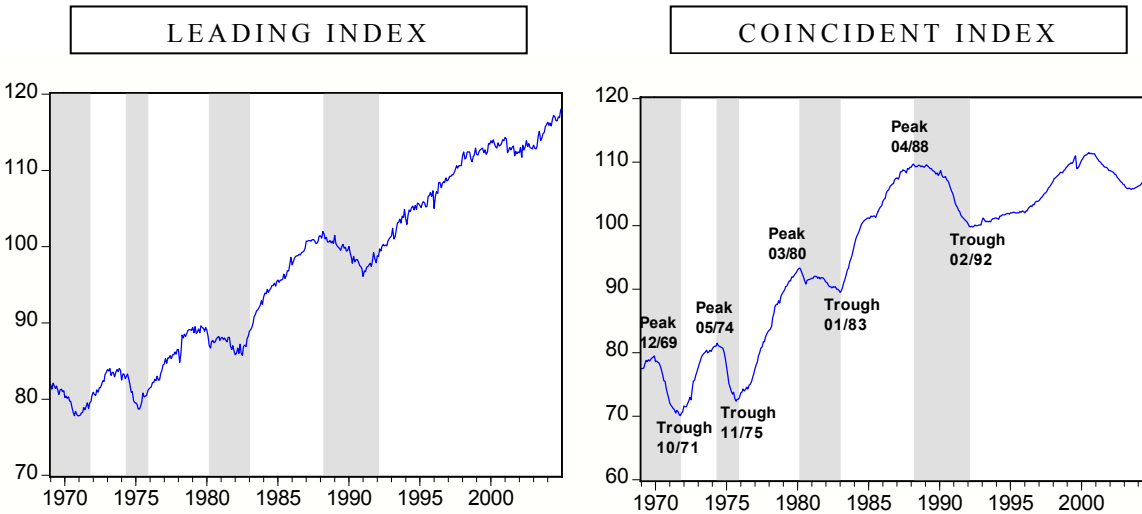 LEADING INDEX
120
110
100
90
80
70
1970 1975 1980 1985 1990 1995 2000
COINCIDENT INDEX
120
110
100
90
80
70
60
Peak
12/69
Trough
10/71
Peak
05/74
Trough
11/75
Peak
03/80
Trough
01/83
Peak
04/88
Trough
02/92
1970 1975 1980 1985 1990 1995 2000